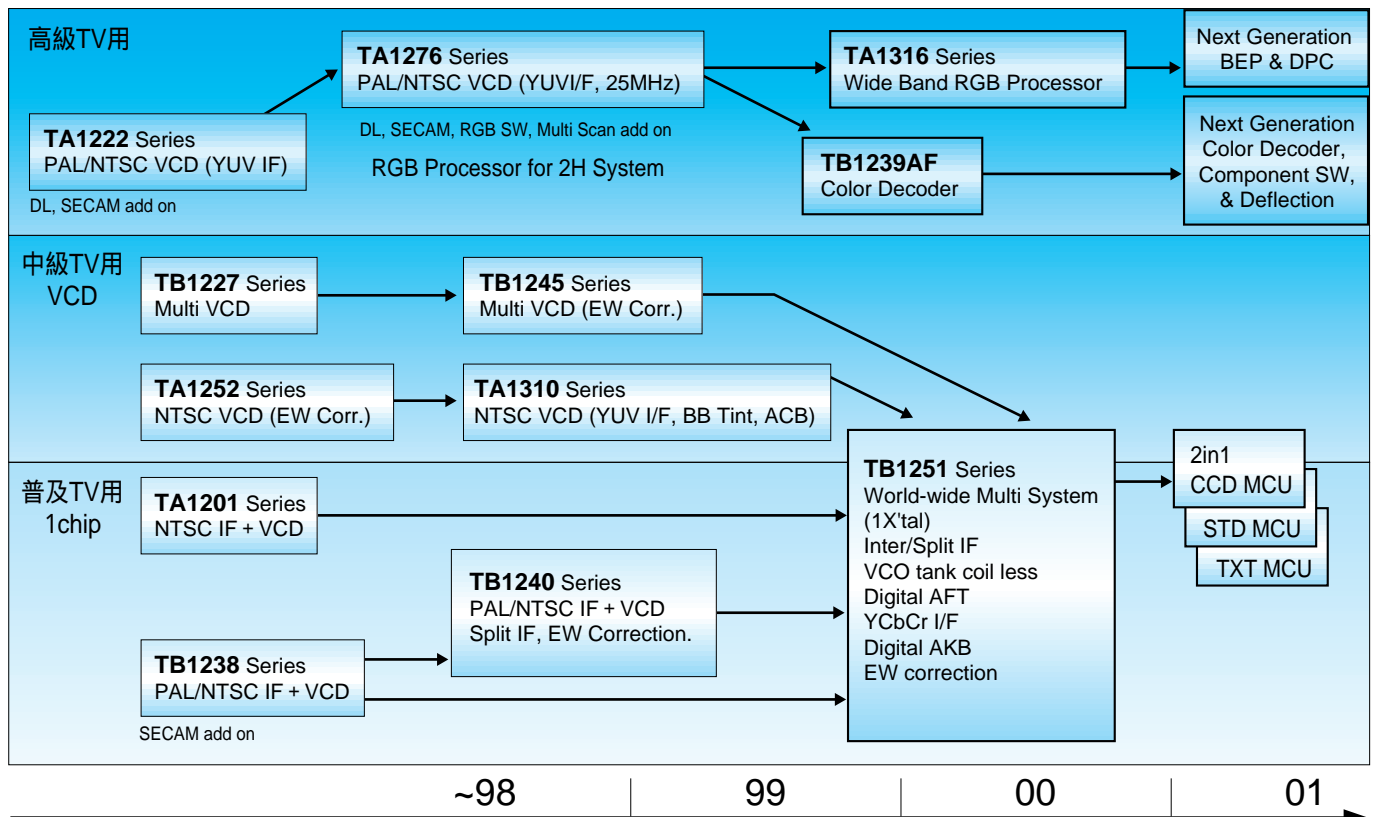 高級TV用
TA1222 Series
PAL/NTSC VCD (YUV IF)
DL, SECAM add on
TA1276 Series
PAL/NTSC VCD (YUVI/F, 25MHz)
DL, SECAM, RGB SW, Multi Scan add on
RGB Processor for 2H System
TA1316 Series
Wide Band RGB Processor
TB1239AF
Color Decoder
Next Generation
BEP & DPC
Next Generation
Color Decoder,
Component SW,
& Deflection
中級TV用
VCD
TB1227 Series
Multi VCD
TB1245 Series
Multi VCD (EW Corr.)
TA1252 Series
NTSC VCD (EW Corr.)
TA1310 Series
NTSC VCD (YUV I/F, BB Tint, ACB)
普及TV用
1chip
TA1201 Series
NTSC IF + VCD
TB1240 Series
PAL/NTSC IF + VCD
Split IF, EW Correction.
TB1238 Series
PAL/NTSC IF + VCD
SECAM add on
TB1251 Series
World-wide Multi System
(1X'tal)
Inter/Split IF
VCO tank coil less
Digital AFT
YCbCr I/F
Digital AKB
EW correction
2in1
CCD MCU
STD MCU
TXT MCU
~98
99
00
01